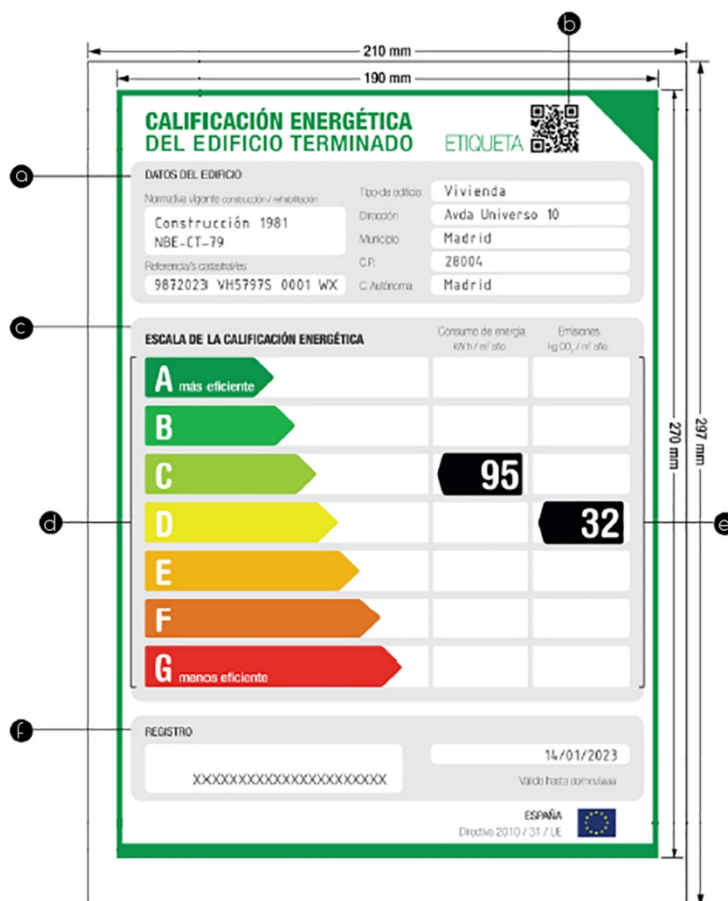 b
210 mm
190 mm
CALIFICACIÓN ENERGÉTICA
DEL EDIFICIO TERMINADO
ETIQUETA
a
DATOS DEL EDIFICIO
Normativa vigente construcción / rehabilitación
Construcción 1981
NBE-CT-79
Referencia/s catastral/es
9872023I VH5797S 0001 WX
Tipo de edificio Vivienda
Dirección Avda Universo 10
Municipio Madrid
C.P. 28004
C. Autónoma Madrid
c
ESCALA DE LA CALIFICACIÓN ENERGÉTICA
Consumo de energía
kWh / m² año
Emisiones
kg CO₂ / m² año
A más eficiente
B
C 95
d
D 32
e
E
F
G menos eficiente
270 mm
297 mm
f
REGISTRO
XXXXXXXXXXXXXXXXXXXXXX
14/01/2023
Válido hasta dd/mm/aaaa
ESPAÑA
Directiva 2010 / 31 / UE